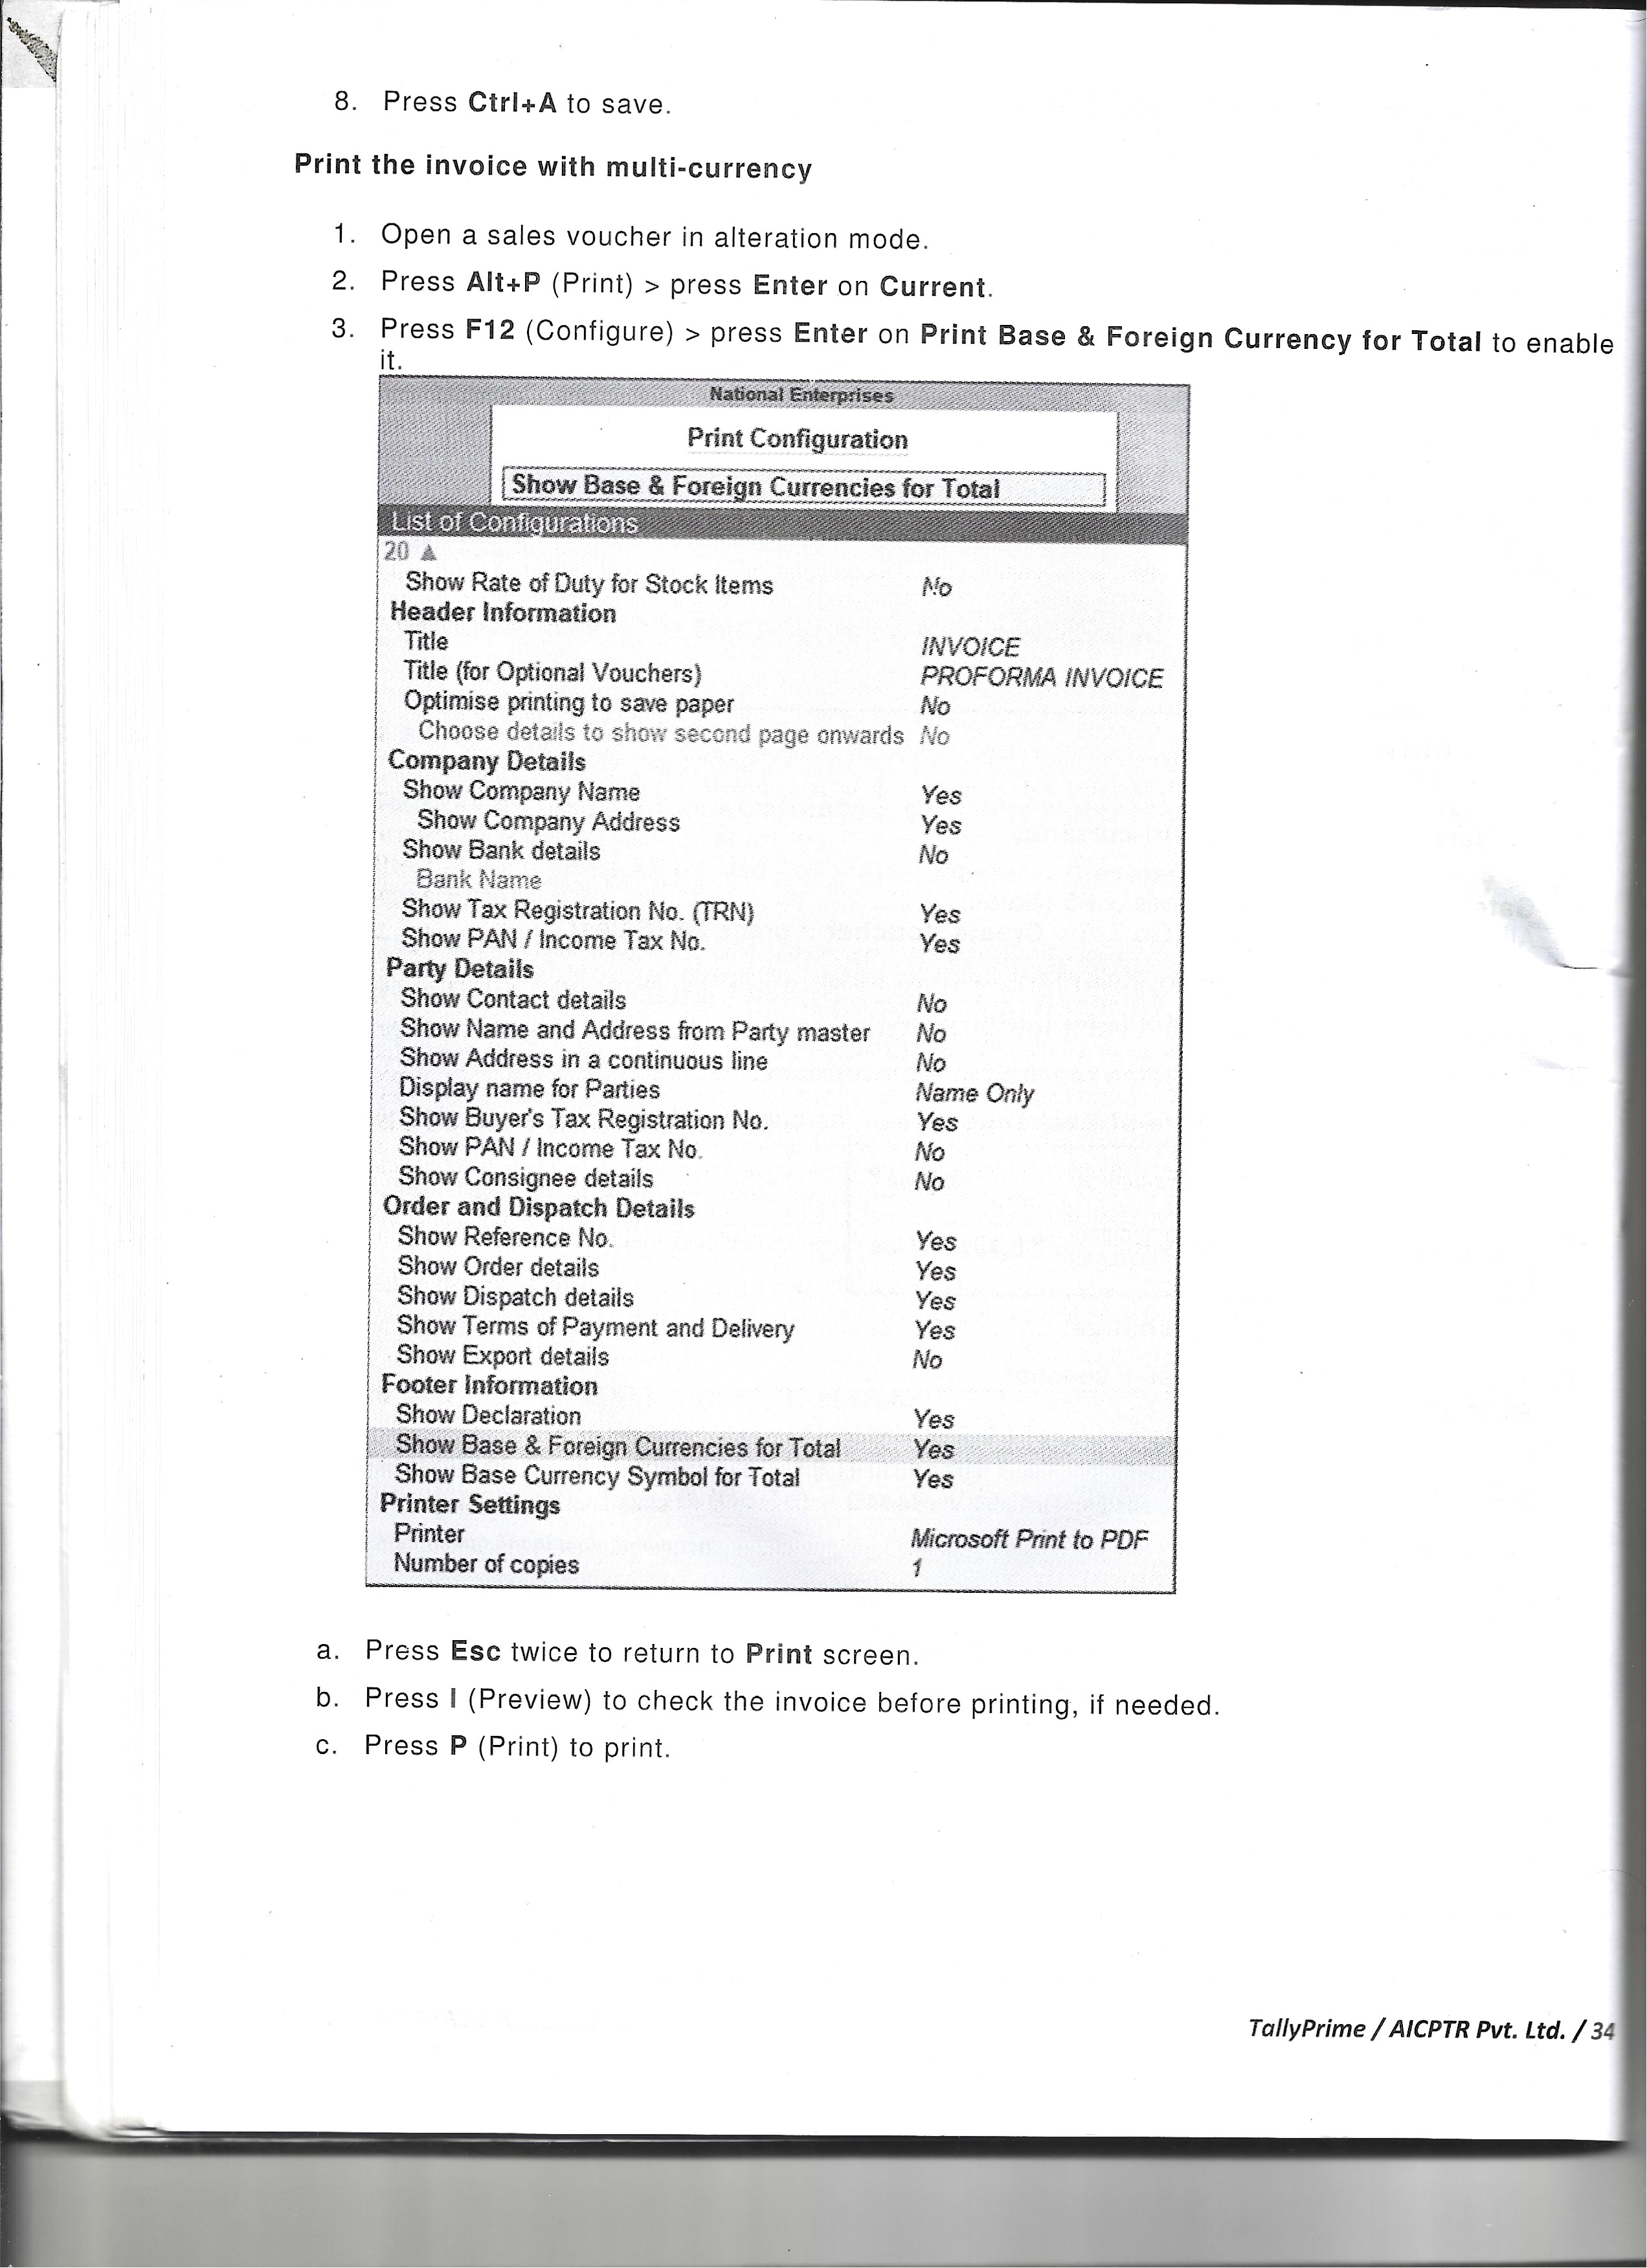 8. Press Ctrl+A to save.
Print the invoice with multi-currency
1. Open a sales voucher in alteration mode.
2. Press Alt+P (Print) > press Enter on Current.
3. Press F12 (Configure) > press Enter on Print Base & Foreign Currency for Total to enable
it.
National Enterprises
Print Configuration
Show Base & Foreign Currencies for Total
List of Configurations
20 ▲
Show Rate of Duty for Stock Items No
Header Information
Title INVOICE
Title (for Optional Vouchers) PROFORMA INVOICE
Optimise printing to save paper No
Choose details to show second page onwards No
Company Details
Show Company Name Yes
Show Company Address Yes
Show Bank details No
Bank Name
Show Tax Registration No. (TRN) Yes
Show PAN / Income Tax No. Yes
Party Details
Show Contact details No
Show Name and Address from Party master No
Show Address in a continuous line No
Display name for Parties Name Only
Show Buyer's Tax Registration No. Yes
Show PAN / Income Tax No. No
Show Consignee details No
Order and Dispatch Details
Show Reference No. Yes
Show Order details Yes
Show Dispatch details Yes
Show Terms of Payment and Delivery Yes
Show Export details No
Footer Information
Show Declaration Yes
Show Base & Foreign Currencies for Total Yes
Show Base Currency Symbol for Total Yes
Printer Settings
Printer Microsoft Print to PDF
Number of copies 1
a. Press Esc twice to return to Print screen.
b. Press I (Preview) to check the invoice before printing, if needed.
c. Press P (Print) to print.
TallyPrime / AICPTR Pvt. Ltd. / 34